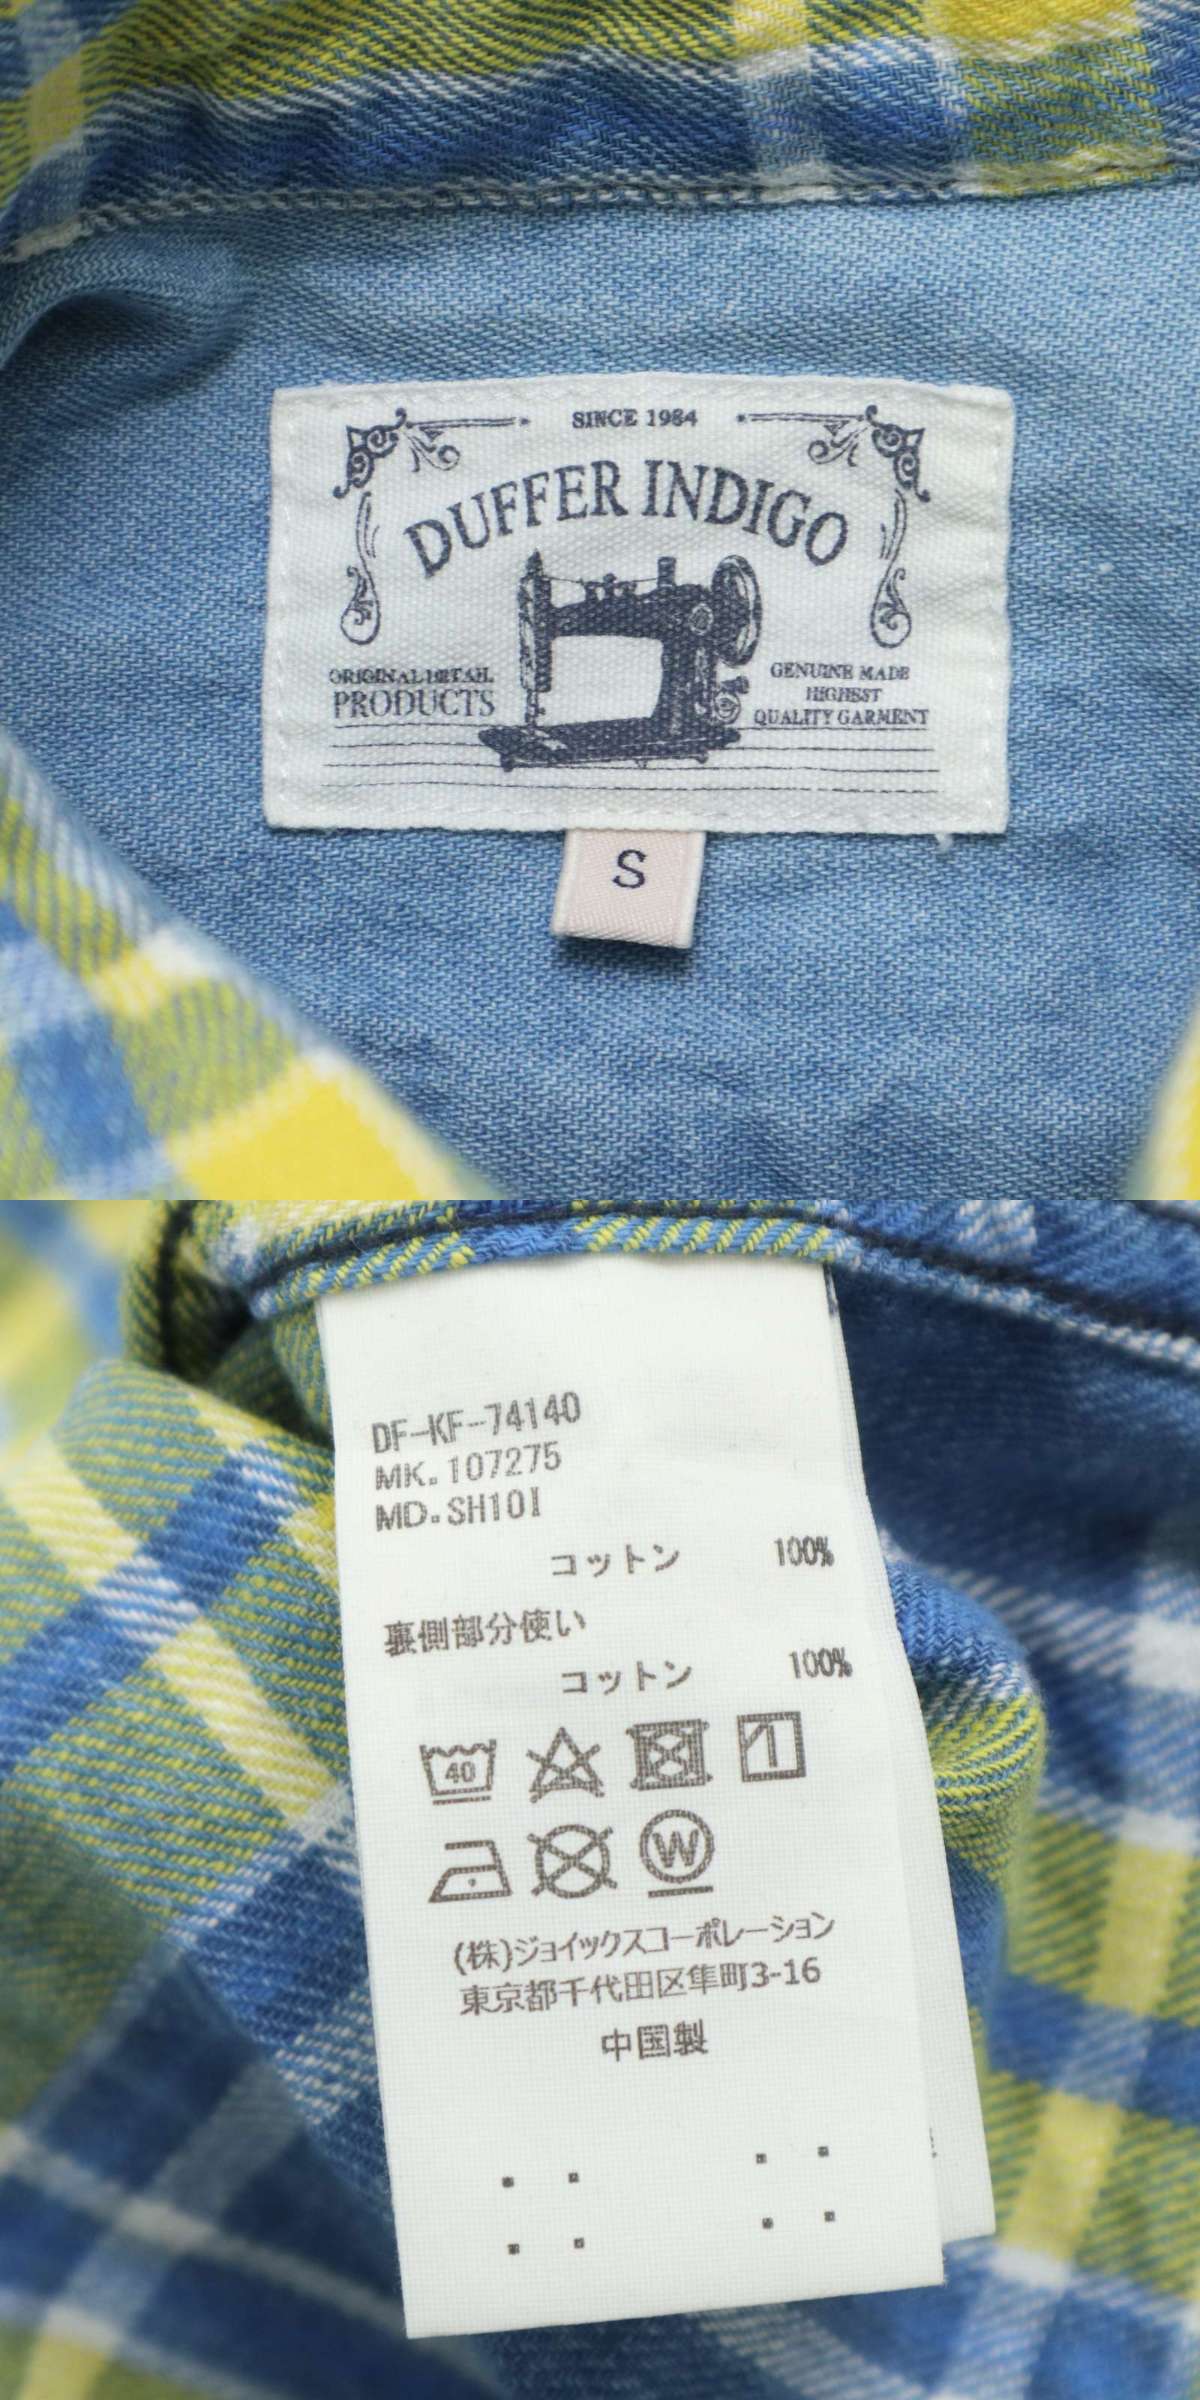 SINCE 1984
DUFFER INDIGO
ORIGINAL DETAIL
PRODUCTS
GENUINE MADE
HIGHEST
QUALITY GARMENT
S
DF-KF-74140
MK.107275
MD.SH10I
コットン 100%
裏側部分使い
コットン 100%
40
W
(株)ジョイックスコーポレーション
東京都千代田区隼町3-16
中国製